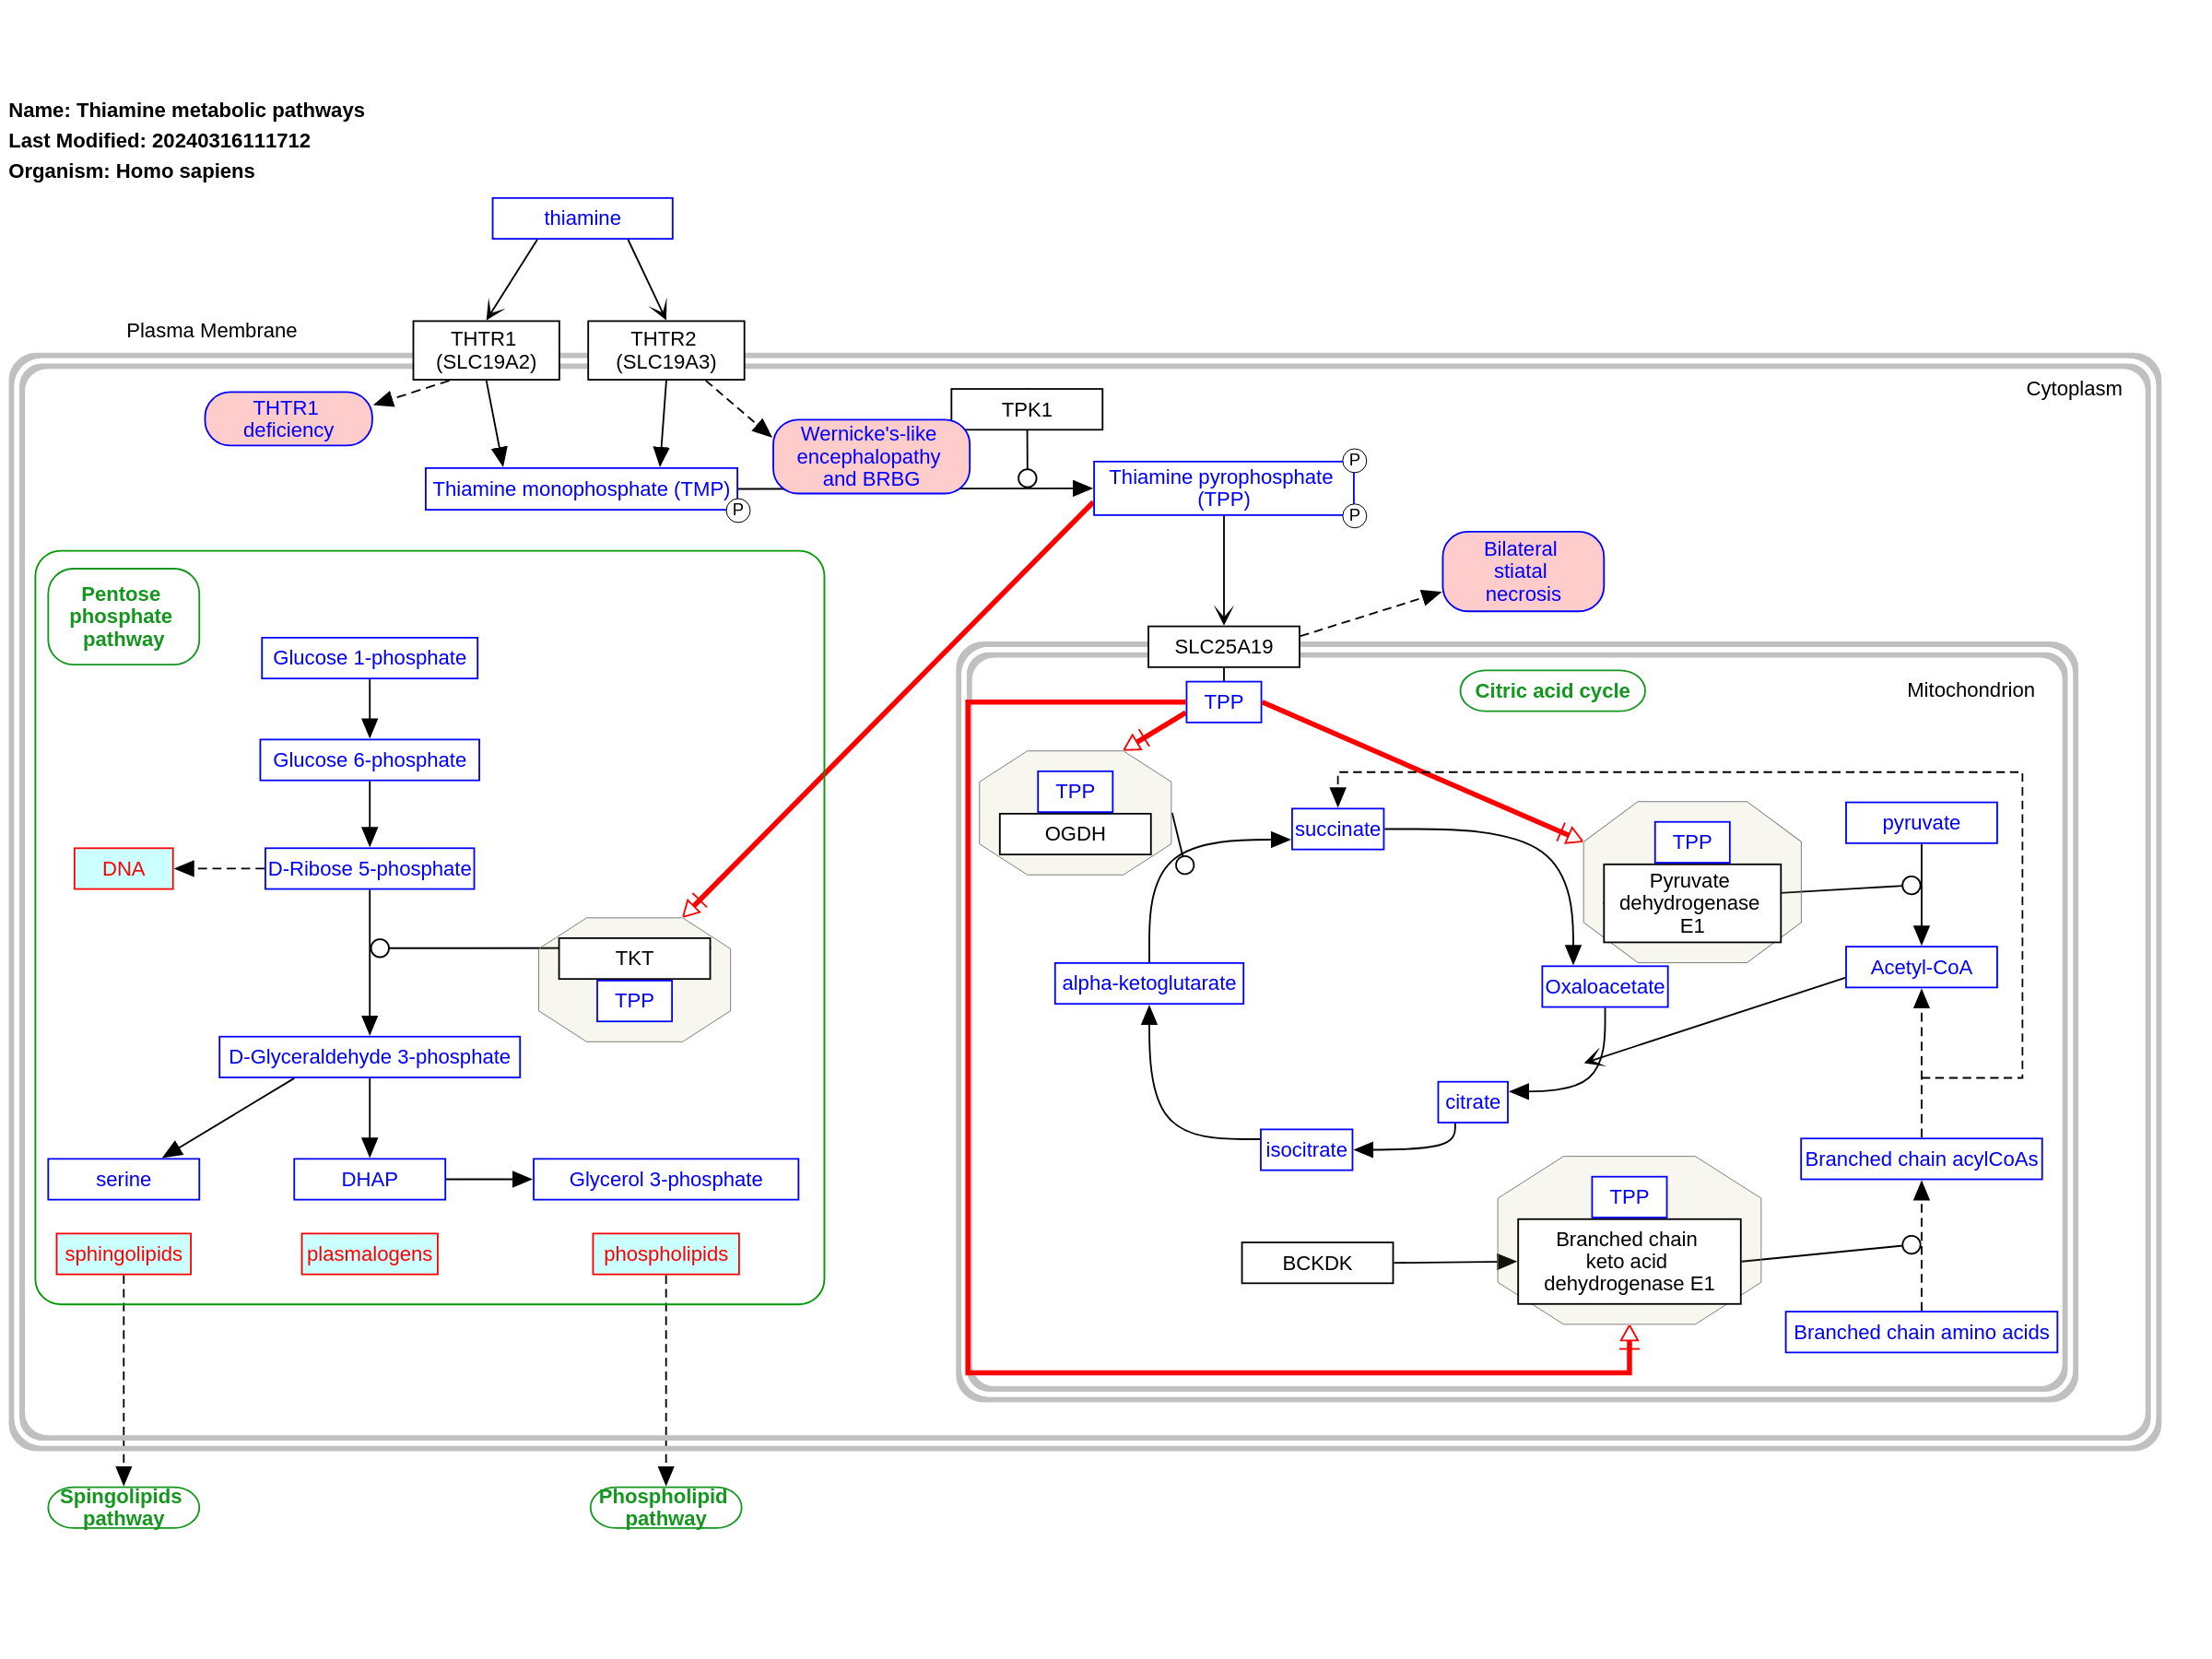 Name: Thiamine metabolic pathways
Last Modified: 20240316111712
Organism: Homo sapiens
thiamine
Plasma Membrane
THTR1
(SLC19A2)
THTR2
(SLC19A3)
Cytoplasm
THTR1
deficiency
TPK1
Wernicke's-like
encephalopathy
and BRBG
Thiamine monophosphate (TMP)
P
Thiamine pyrophosphate
(TPP)
P
P
Bilateral
stiatal
necrosis
Pentose
phosphate
pathway
Glucose 1-phosphate
Glucose 6-phosphate
DNA
D-Ribose 5-phosphate
TKT
TPP
D-Glyceraldehyde 3-phosphate
serine
DHAP
Glycerol 3-phosphate
sphingolipids
plasmalogens
phospholipids
SLC25A19
TPP
Citric acid cycle
Mitochondrion
TPP
OGDH
succinate
TPP
Pyruvate
dehydrogenase
E1
pyruvate
alpha-ketoglutarate
Oxaloacetate
Acetyl-CoA
citrate
isocitrate
Branched chain acylCoAs
TPP
Branched chain
keto acid
dehydrogenase E1
BCKDK
Branched chain amino acids
Spingolipids
pathway
Phospholipid
pathway